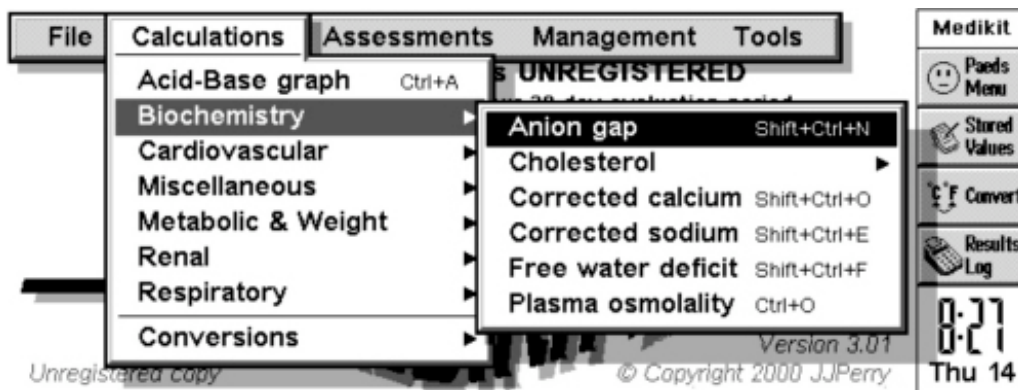 File Calculations Assessments Management Tools
Acid-Base graph Ctrl+A
Biochemistry
Cardiovascular
Miscellaneous
Metabolic & Weight
Renal
Respiratory
Conversions
UNREGISTERED
Anion gap Shift+Ctrl+N
Cholesterol
Corrected calcium Shift+Ctrl+O
Corrected sodium Shift+Ctrl+E
Free water deficit Shift+Ctrl+F
Plasma osmolality Ctrl+O
Version 3.01
Unregistered copy
© Copyright 2000 JJPerry
Medikit
Paeds
Menu
Stored
Values
°C °F Convert
Results
Log
8:27
Thu 14